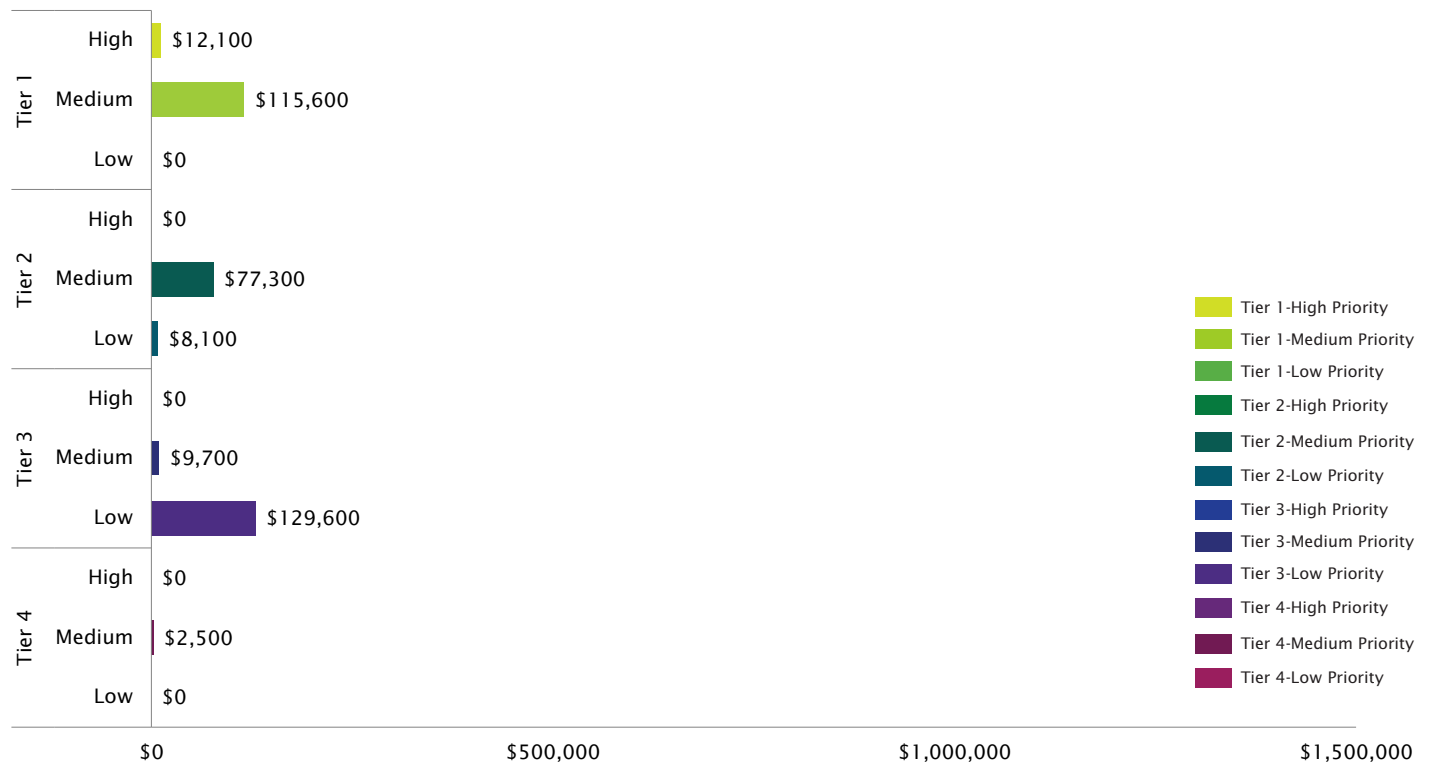 Tier 1
High $12,100
Medium $115,600
Low $0
Tier 2
High $0
Medium $77,300
Low $8,100
Tier 3
High $0
Medium $9,700
Low $129,600
Tier 4
High $0
Medium $2,500
Low $0
$0 $500,000 $1,000,000 $1,500,000
Tier 1-High Priority
Tier 1-Medium Priority
Tier 1-Low Priority
Tier 2-High Priority
Tier 2-Medium Priority
Tier 2-Low Priority
Tier 3-High Priority
Tier 3-Medium Priority
Tier 3-Low Priority
Tier 4-High Priority
Tier 4-Medium Priority
Tier 4-Low Priority